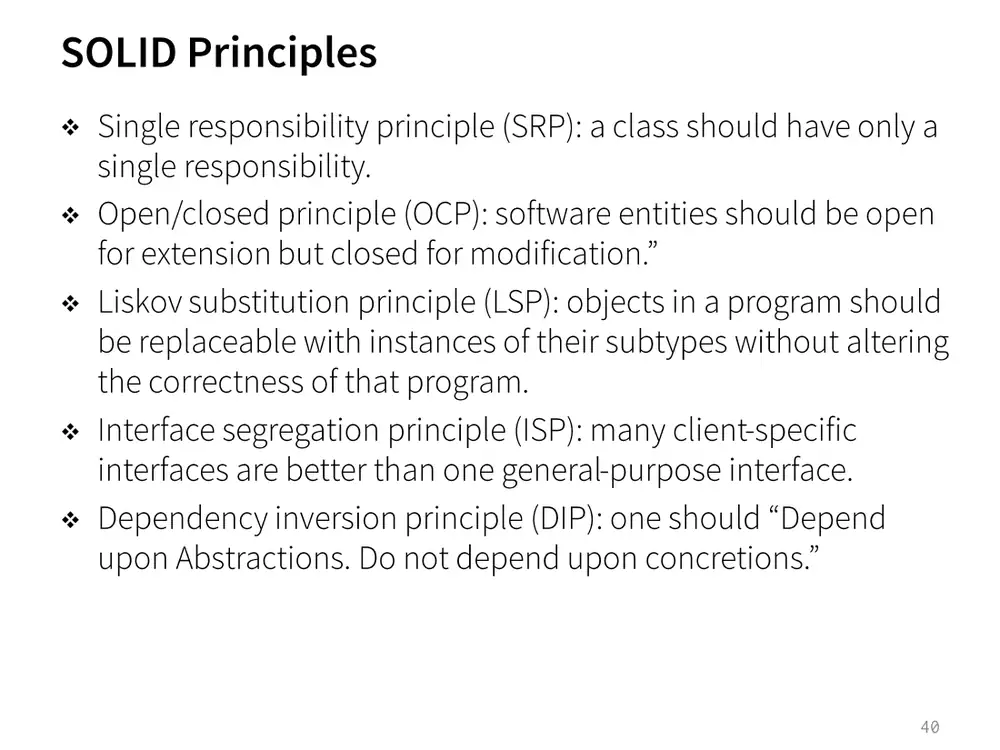 SOLID Principles
❖ Single responsibility principle (SRP): a class should have only a
single responsibility.
❖ Open/closed principle (OCP): software entities should be open
for extension but closed for modification.”
❖ Liskov substitution principle (LSP): objects in a program should
be replaceable with instances of their subtypes without altering
the correctness of that program.
❖ Interface segregation principle (ISP): many client-specific
interfaces are better than one general-purpose interface.
❖ Dependency inversion principle (DIP): one should “Depend
upon Abstractions. Do not depend upon concretions.”
40